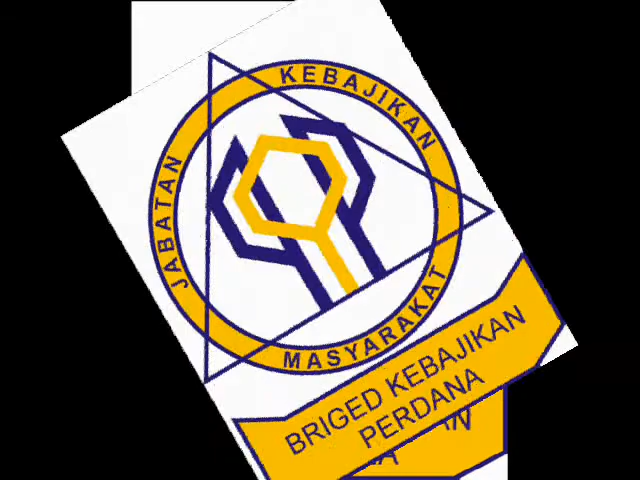 JABATAN KEBAJIKAN
MASYARAKAT
BRIGED KEBAJIKAN
PERDANA